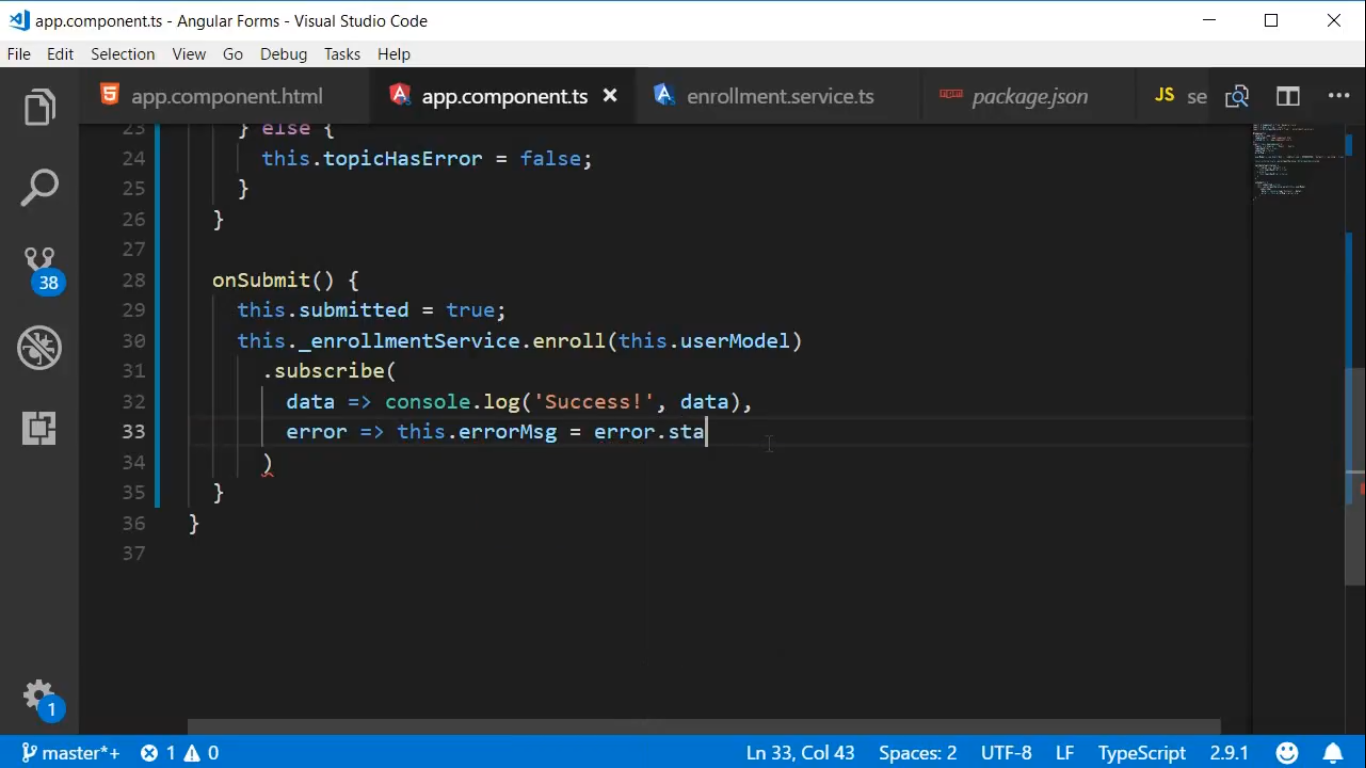 app.component.ts - Angular Forms - Visual Studio Code
File Edit Selection View Go Debug Tasks Help
app.component.html app.component.ts enrollment.service.ts package.json JS se
23 } else {
24 this.topicHasError = false;
25 }
26 }
27
28 onSubmit() {
29 this.submitted = true;
30 this._enrollmentService.enroll(this.userModel)
31 .subscribe(
32 data => console.log('Success!', data),
33 error => this.errorMsg = error.sta
34 )
35 }
36 }
37
38
1
master*+ 1 0 Ln 33, Col 43 Spaces: 2 UTF-8 LF TypeScript 2.9.1